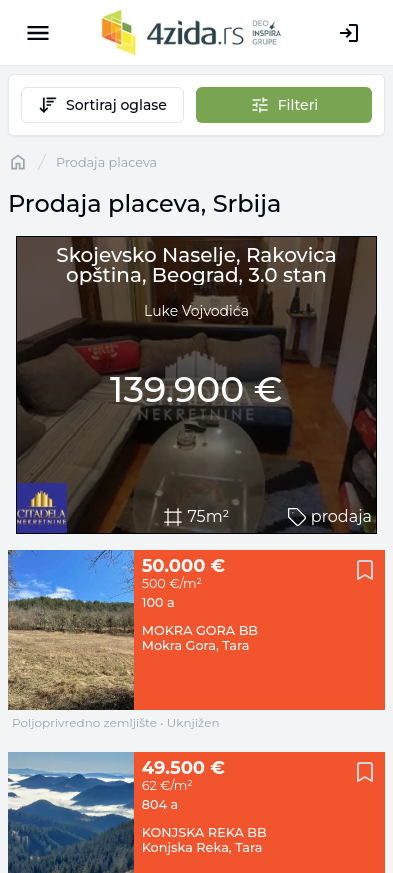 4zida.rs
DEO
INSPIRA
GRUPE
Sortiraj oglase
Filteri
/ Prodaja placeva
Prodaja placeva, Srbija
Skojevsko Naselje, Rakovica
opština, Beograd, 3.0 stan
Luke Vojvodića
139.900 €
CITADELA
NEKRETNINE
NEKRETNINE
75m²
prodaja
50.000 €
500 €/m²
100 a
MOKRA GORA BB
Mokra Gora, Tara
Poljoprivredno zemljište • Uknjižen
49.500 €
62 €/m²
804 a
KONJSKA REKA BB
Konjska Reka, Tara